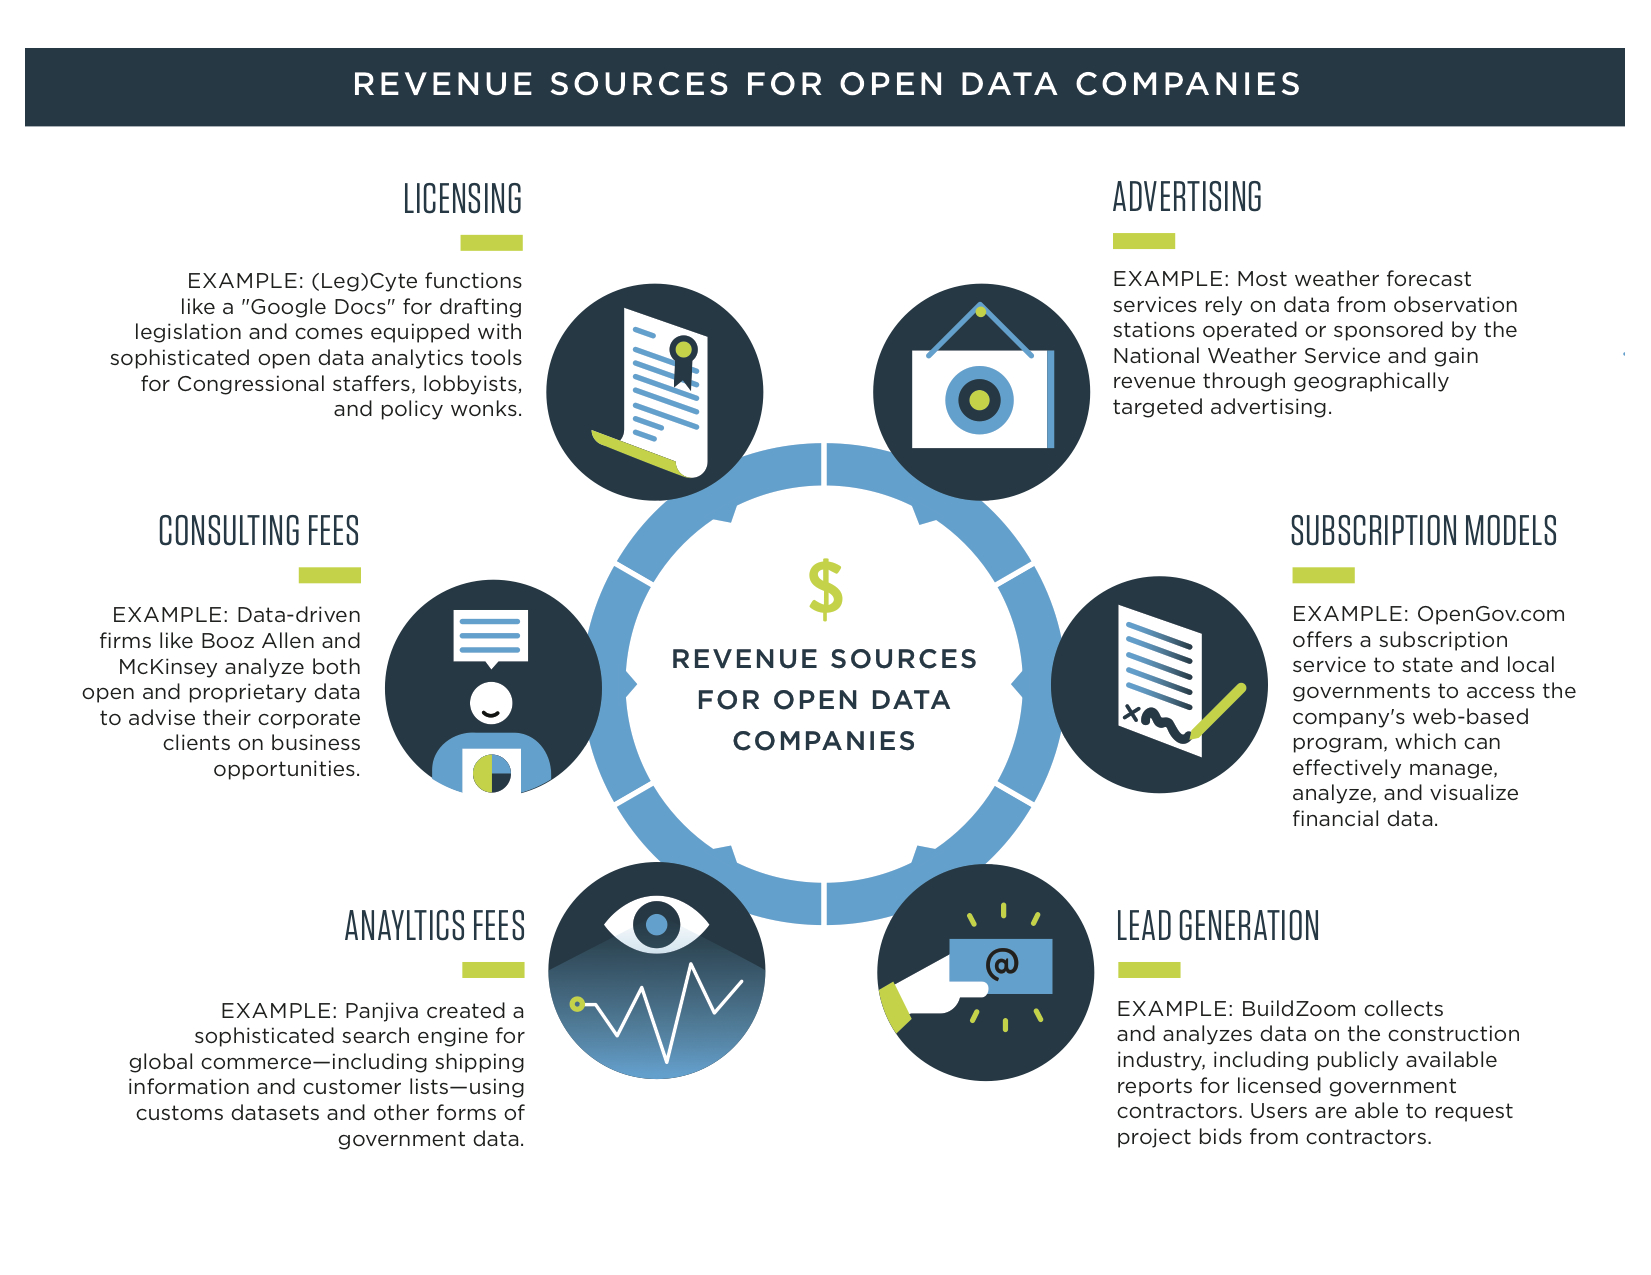 REVENUE SOURCES FOR OPEN DATA COMPANIES
LICENSING
EXAMPLE: (Leg)Cyte functions
like a "Google Docs" for drafting
legislation and comes equipped with
sophisticated open data analytics tools
for Congressional staffers, lobbyists,
and policy wonks.
ADVERTISING
EXAMPLE: Most weather forecast
services rely on data from observation
stations operated or sponsored by the
National Weather Service and gain
revenue through geographically
targeted advertising.
CONSULTING FEES
EXAMPLE: Data-driven
firms like Booz Allen and
McKinsey analyze both
open and proprietary data
to advise their corporate
clients on business
opportunities.
$
REVENUE SOURCES
FOR OPEN DATA
COMPANIES
SUBSCRIPTION MODELS
EXAMPLE: OpenGov.com
offers a subscription
service to state and local
governments to access the
company's web-based
program, which can
effectively manage,
analyze, and visualize
financial data.
ANAYLTICS FEES
EXAMPLE: Panjiva created a
sophisticated search engine for
global commerce—including shipping
information and customer lists—using
customs datasets and other forms of
government data.
@
LEAD GENERATION
EXAMPLE: BuildZoom collects
and analyzes data on the construction
industry, including publicly available
reports for licensed government
contractors. Users are able to request
project bids from contractors.